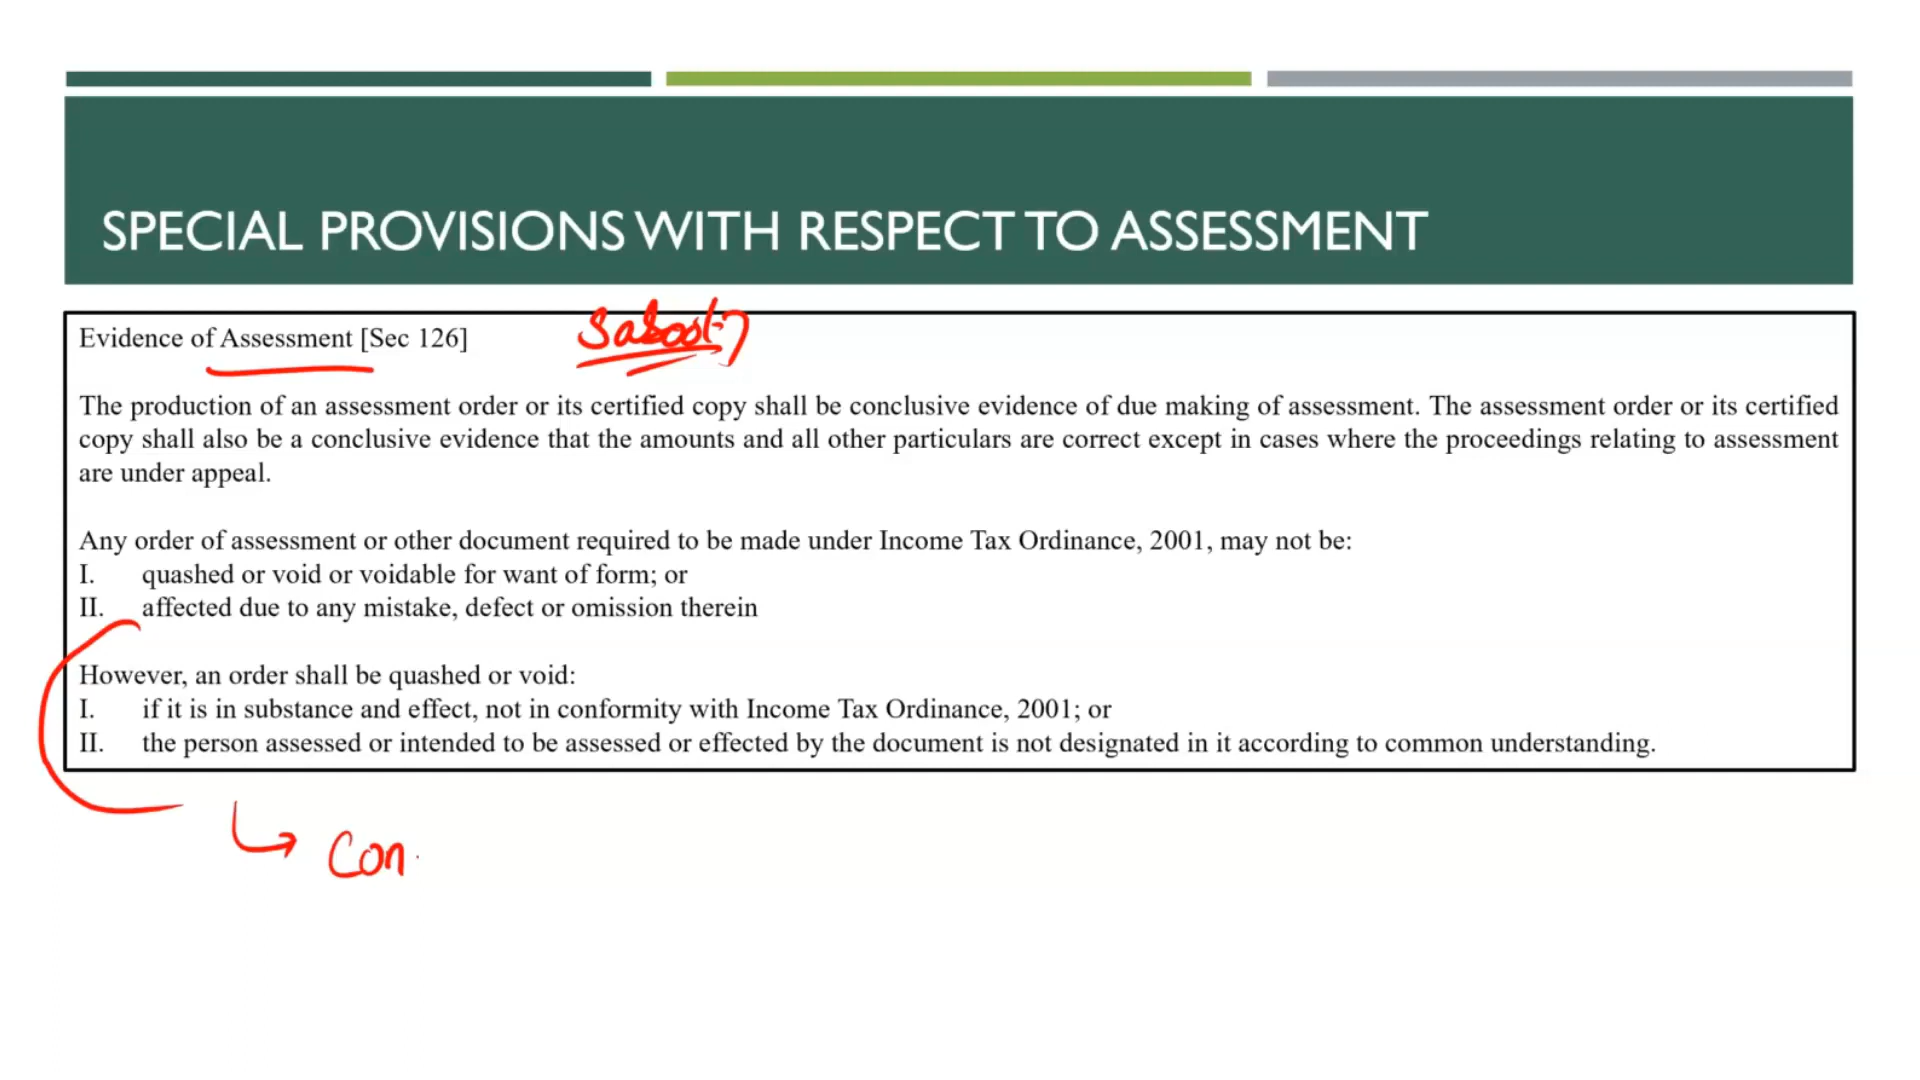 SPECIAL PROVISIONS WITH RESPECT TO ASSESSMENT
Evidence of Assessment [Sec 126]
The production of an assessment order or its certified copy shall be conclusive evidence of due making of assessment. The assessment order or its certified
copy shall also be a conclusive evidence that the amounts and all other particulars are correct except in cases where the proceedings relating to assessment
are under appeal.
Any order of assessment or other document required to be made under Income Tax Ordinance, 2001, may not be:
I. quashed or void or voidable for want of form; or
II. affected due to any mistake, defect or omission therein
However, an order shall be quashed or void:
I. if it is in substance and effect, not in conformity with Income Tax Ordinance, 2001; or
II. the person assessed or intended to be assessed or effected by the document is not designated in it according to common understanding.
Con